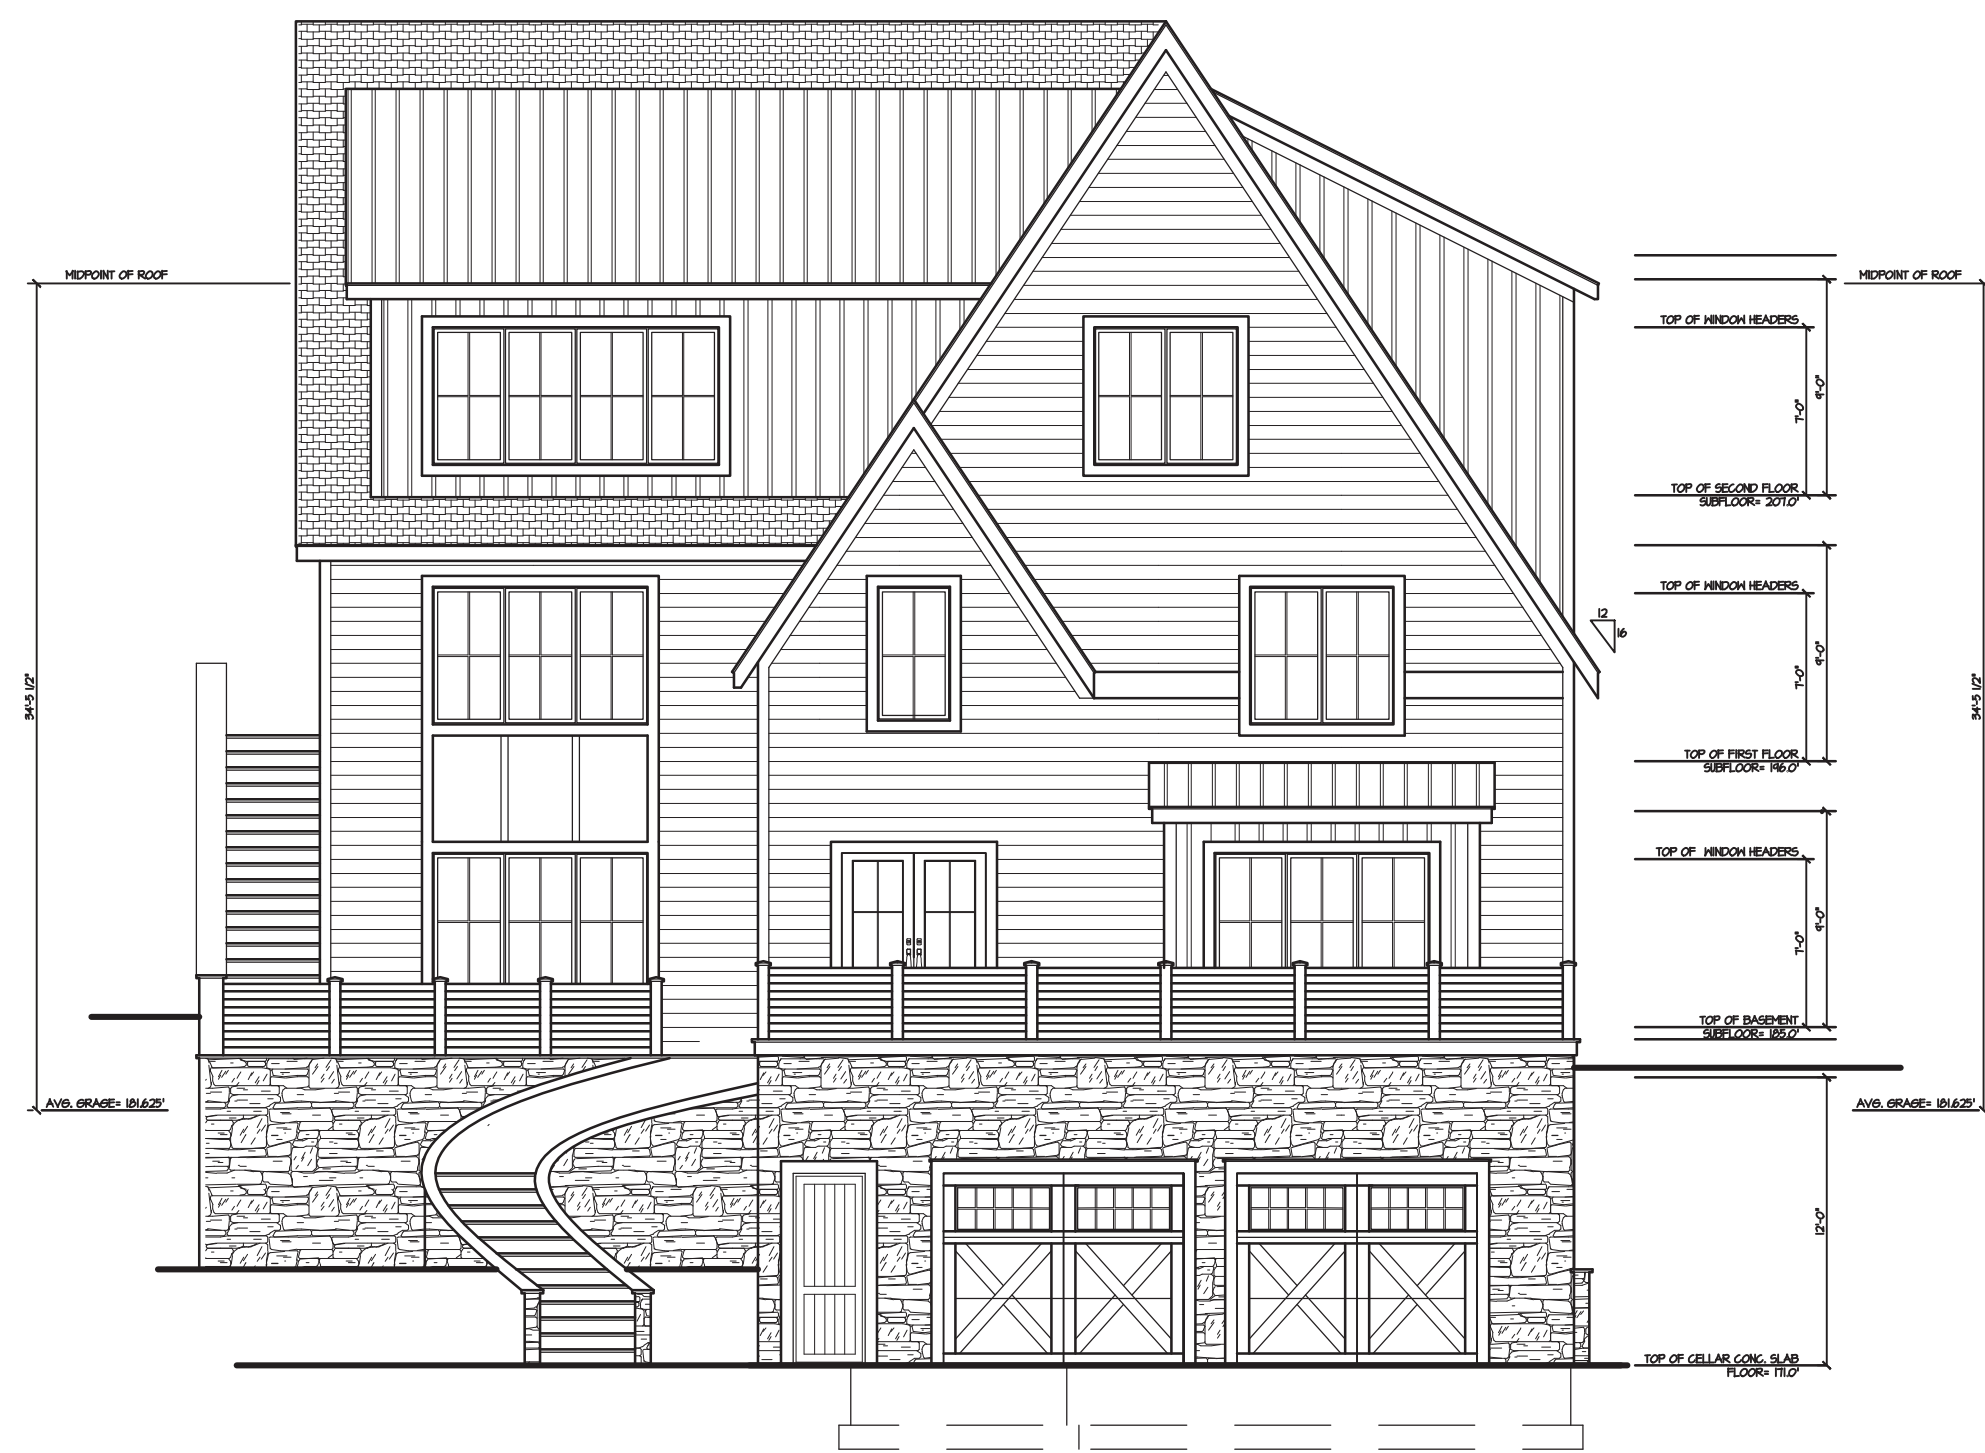 MIDPOINT OF ROOF
MIDPOINT OF ROOF
TOP OF WINDOW HEADERS
9'-0"
7'-0"
TOP OF SECOND FLOOR
SUBFLOOR= 207.0'
TOP OF WINDOW HEADERS
12
16
9'-0"
7'-0"
34'-5 1/2"
34'-5 1/2"
TOP OF FIRST FLOOR
SUBFLOOR= 196.0'
TOP OF WINDOW HEADERS
9'-0"
7'-0"
TOP OF BASEMENT
SUBFLOOR= 185.0'
AVG. GRASE= 181.625'
AVG. GRASE= 181.625'
12'-0"
TOP OF CELLAR CONC. SLAB
FLOOR= 171.0'